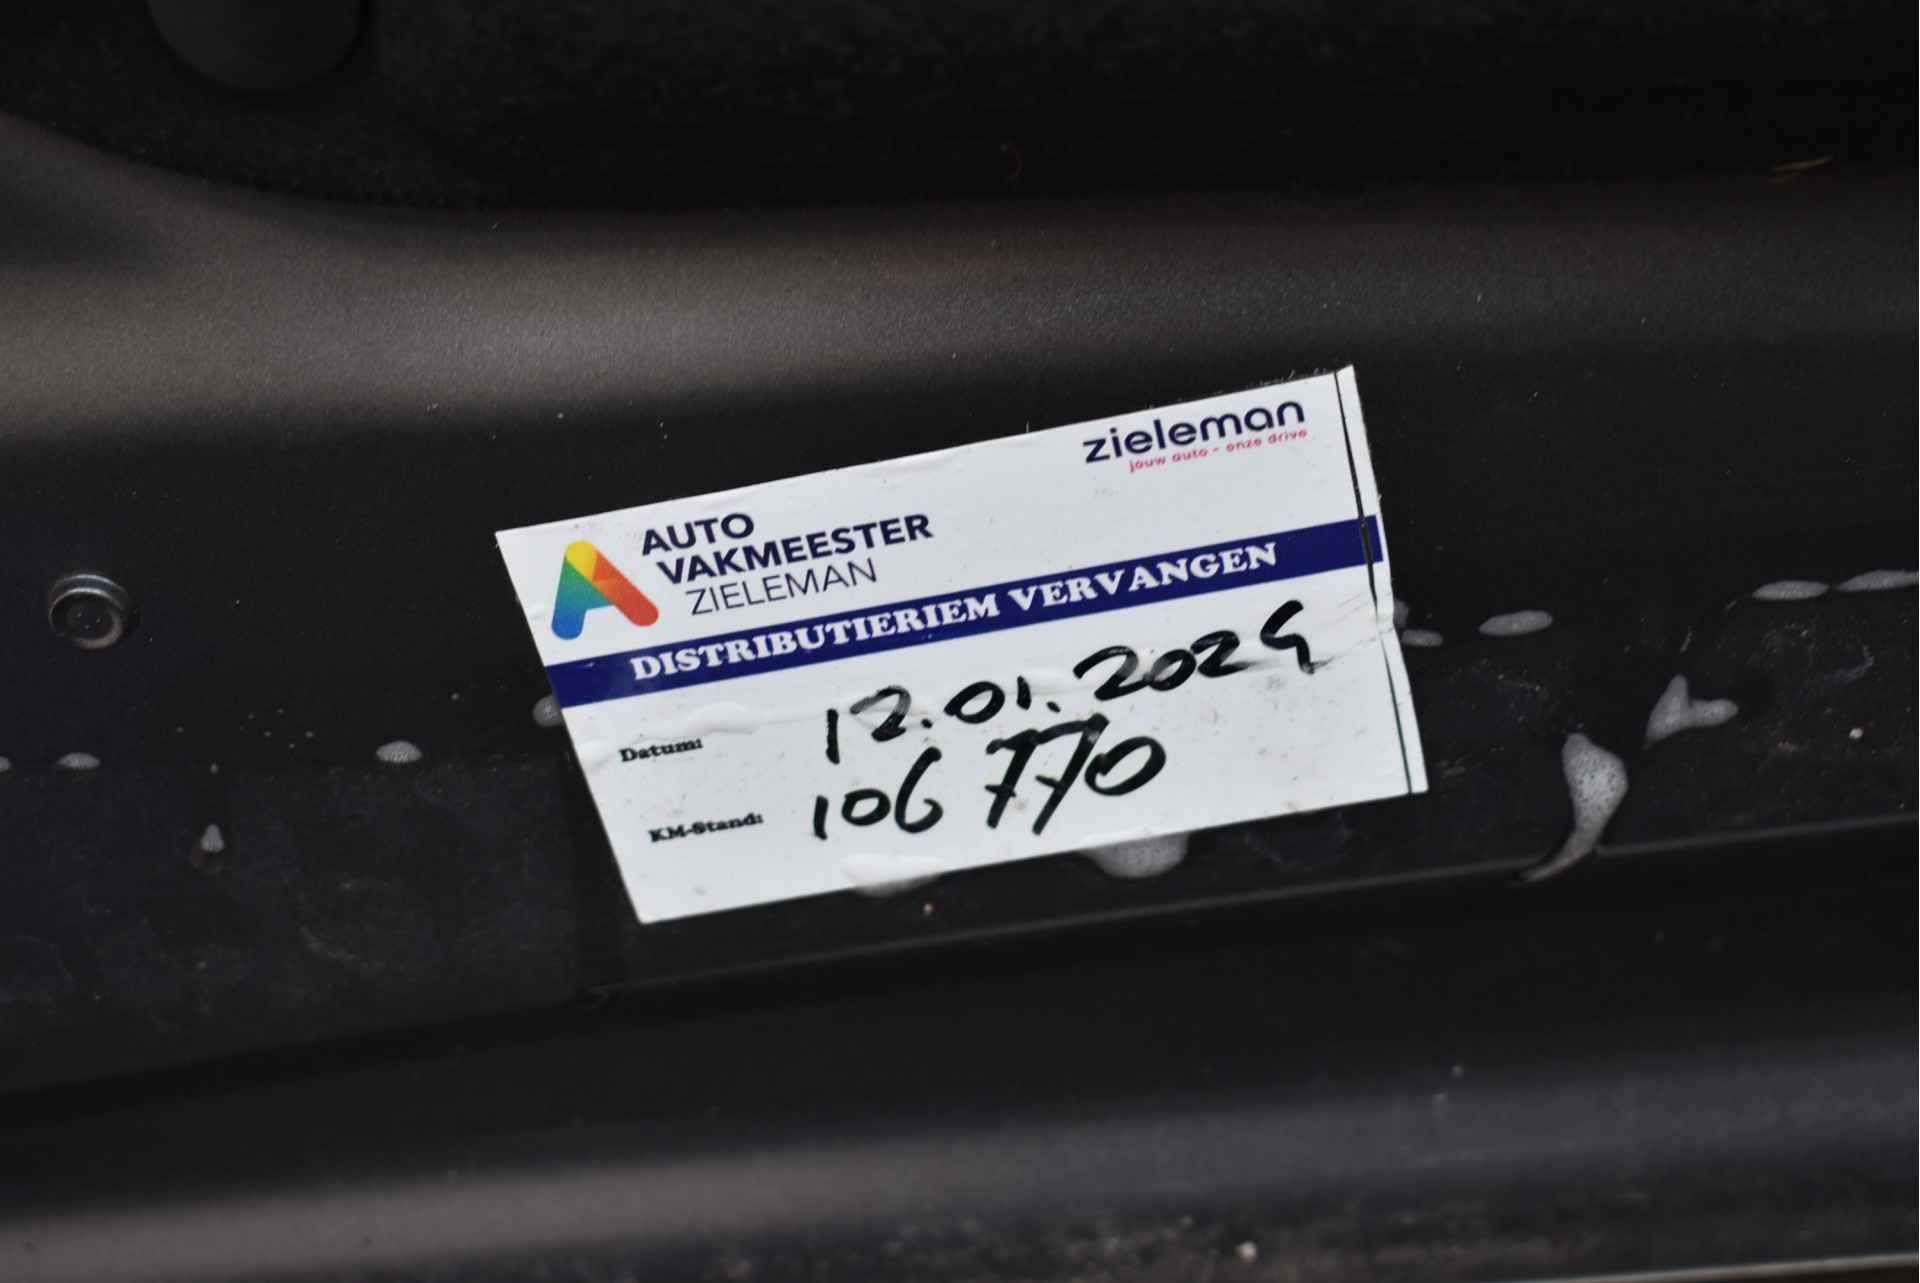 zieleman
jouw auto - onze drive
AUTO
VAKMEESTER
ZIELEMAN
DISTRIBUTIERIEM VERVANGEN
Datum: 12.01.2024
KM-Stand: 106 770